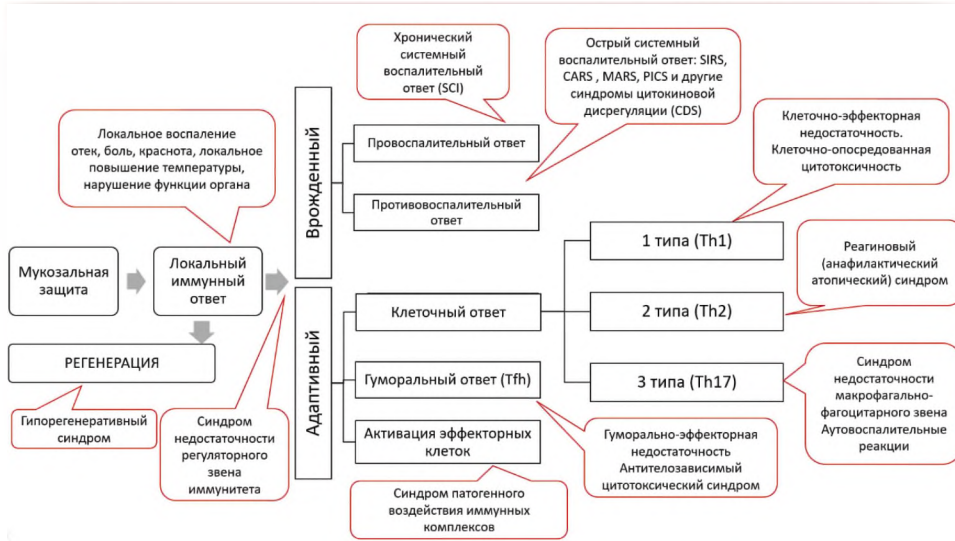 Хронический
системный
воспалительный
ответ (SCI)
Острый системный
воспалительный ответ: SIRS,
CARS , MARS, PICS и другие
синдромы цитокиновой
дисрегуляции (CDS)
Клеточно-эффекторная
недостаточность.
Клеточно-опосредованная
цитотоксичность
Локальное воспаление
отек, боль, краснота, локальное
повышение температуры,
нарушение функции органа
Врожденный
Провоспалительный ответ
Противовоспалительный
ответ
Мукозальная
защита
Локальный
иммунный
ответ
1 типа (Th1)
Реагиновый
(анафилактический
атопический) синдром
Адаптивный
Клеточный ответ
2 типа (Th2)
РЕГЕНЕРАЦИЯ
Гуморальный ответ (Tfh)
3 типа (Th17)
Синдром
недостаточности
макрофагально-
фагоцитарного звена
Аутовоспалительные
реакции
Гипорегенеративный
синдром
Синдром
недостаточности
регуляторного
звена
иммунитета
Активация эффекторных
клеток
Гуморально-эффекторная
недостаточность
Антителозависимый
цитотоксический синдром
Синдром патогенного
воздействия иммунных
комплексов